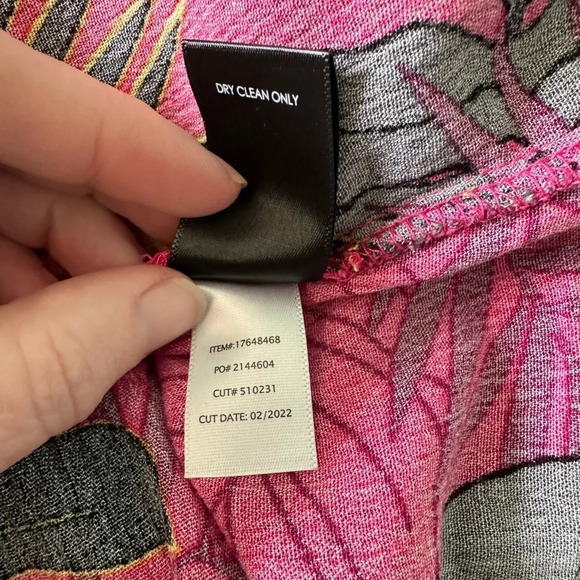 DRY CLEAN ONLY
ITEM#:17648468
PO# 2144604
CUT# 510231
CUT DATE: 02/2022